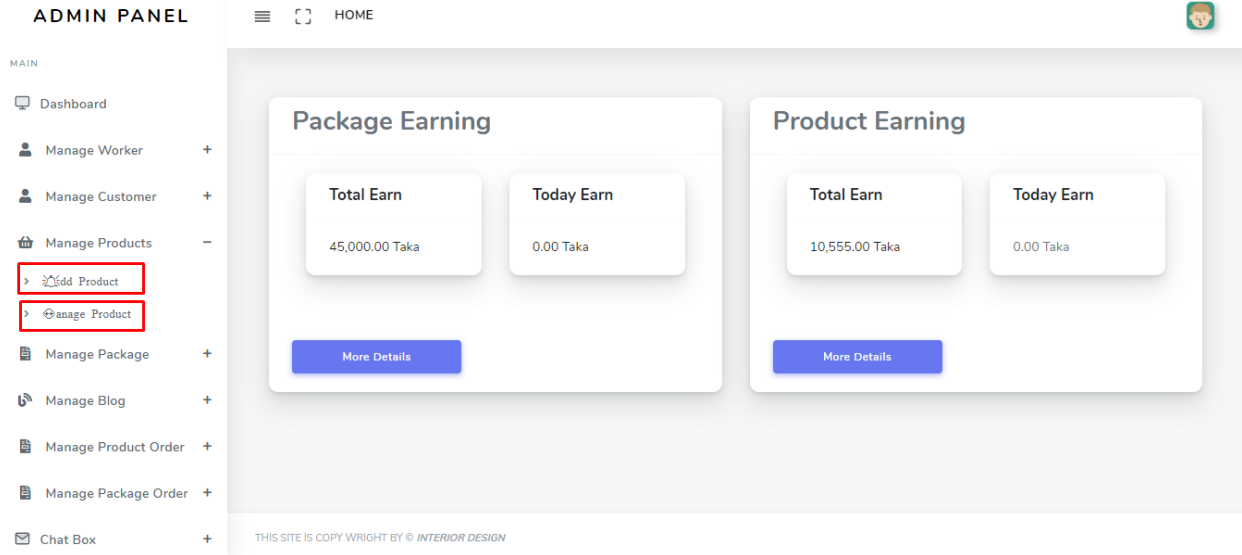 ADMIN PANEL
HOME
MAIN
Dashboard
Manage Worker +
Manage Customer +
Manage Products −
> dd Product
> anage Product
Manage Package +
Manage Blog +
Manage Product Order +
Manage Package Order +
Chat Box +
Package Earning
Total Earn
45,000.00 Taka
Today Earn
0.00 Taka
More Details
Product Earning
Total Earn
10,555.00 Taka
Today Earn
0.00 Taka
More Details
THIS SITE IS COPY WRIGHT BY © INTERIOR DESIGN